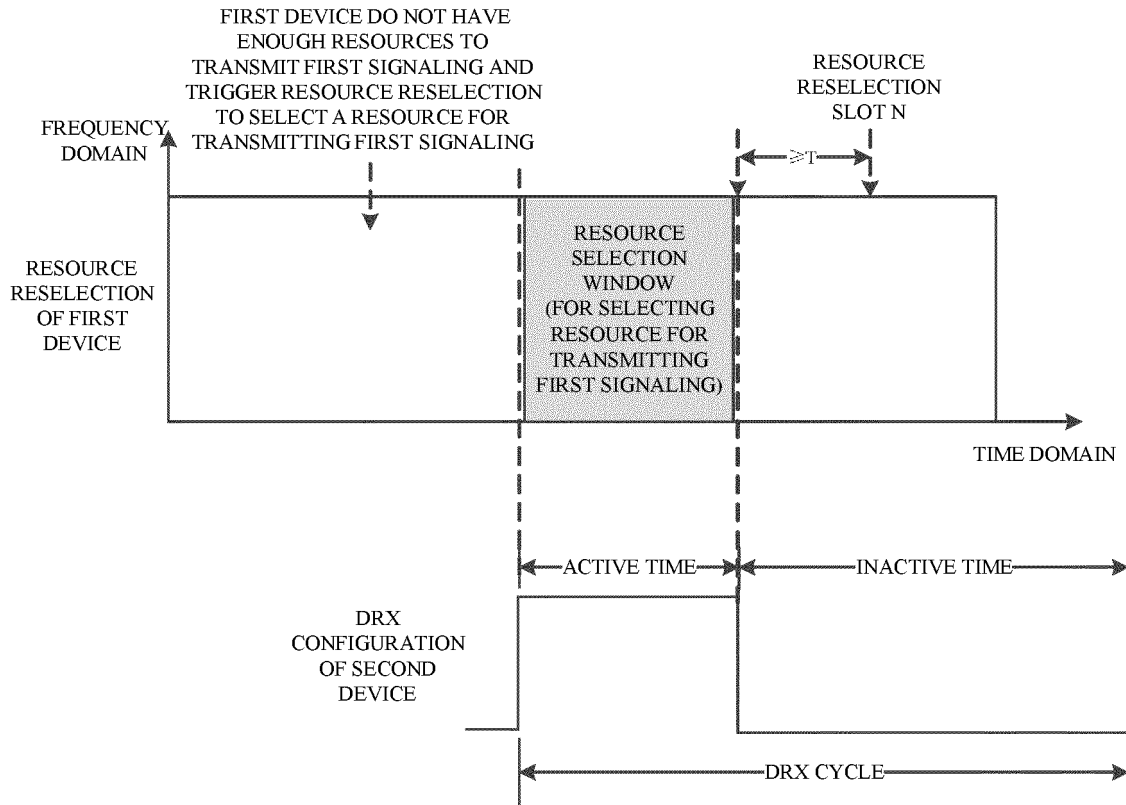 FIRST DEVICE DO NOT HAVE
ENOUGH RESOURCES TO
TRANSMIT FIRST SIGNALING AND
TRIGGER RESOURCE RESELECTION
TO SELECT A RESOURCE FOR
TRANSMITTING FIRST SIGNALING
RESOURCE
RESELECTION
SLOT N
FREQUENCY
DOMAIN
≥T
RESOURCE
RESELECTION
OF FIRST
DEVICE
RESOURCE
SELECTION
WINDOW
(FOR SELECTING
RESOURCE FOR
TRANSMITTING
FIRST SIGNALING)
TIME DOMAIN
ACTIVE TIME
INACTIVE TIME
DRX
CONFIGURATION
OF SECOND
DEVICE
DRX CYCLE